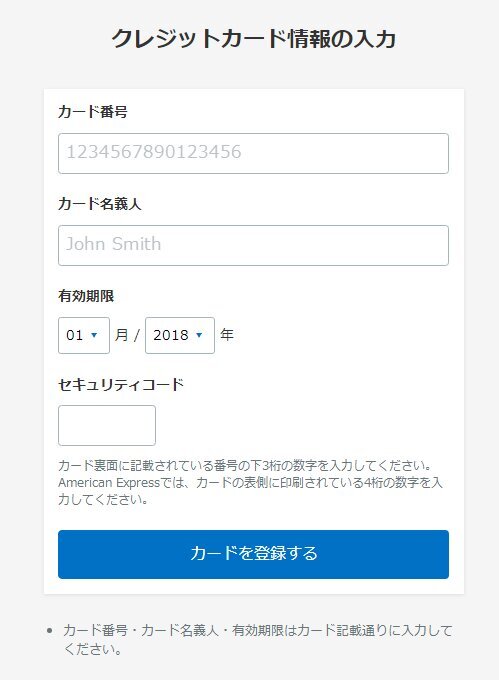 クレジットカード情報の入力
カード番号
1234567890123456
カード名義人
John Smith
有効期限
01 月 / 2018 年
セキュリティコード
カード裏面に記載されている番号の下3桁の数字を入力してください。
American Expressでは、カードの表側に印刷されている4桁の数字を入
力してください。
カードを登録する
カード番号・カード名義人・有効期限はカード記載通りに入力して
ください。